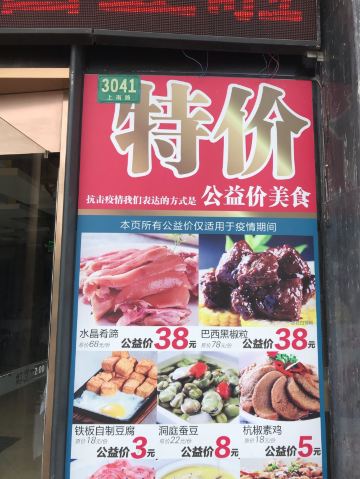 3041
上南路
特价
抗击疫情我们表达的方式是 公益价美食
本页所有公益价仅适用于疫情期间
水晶肴蹄
原价68元/份 公益价38元
巴西黑椒粒
原价78元/份 公益价38元
铁板自制豆腐
原价18元/份 公益价3元
洞庭蚕豆
原价22元/份 公益价8元
杭椒素鸡
原价18元/份 公益价5元